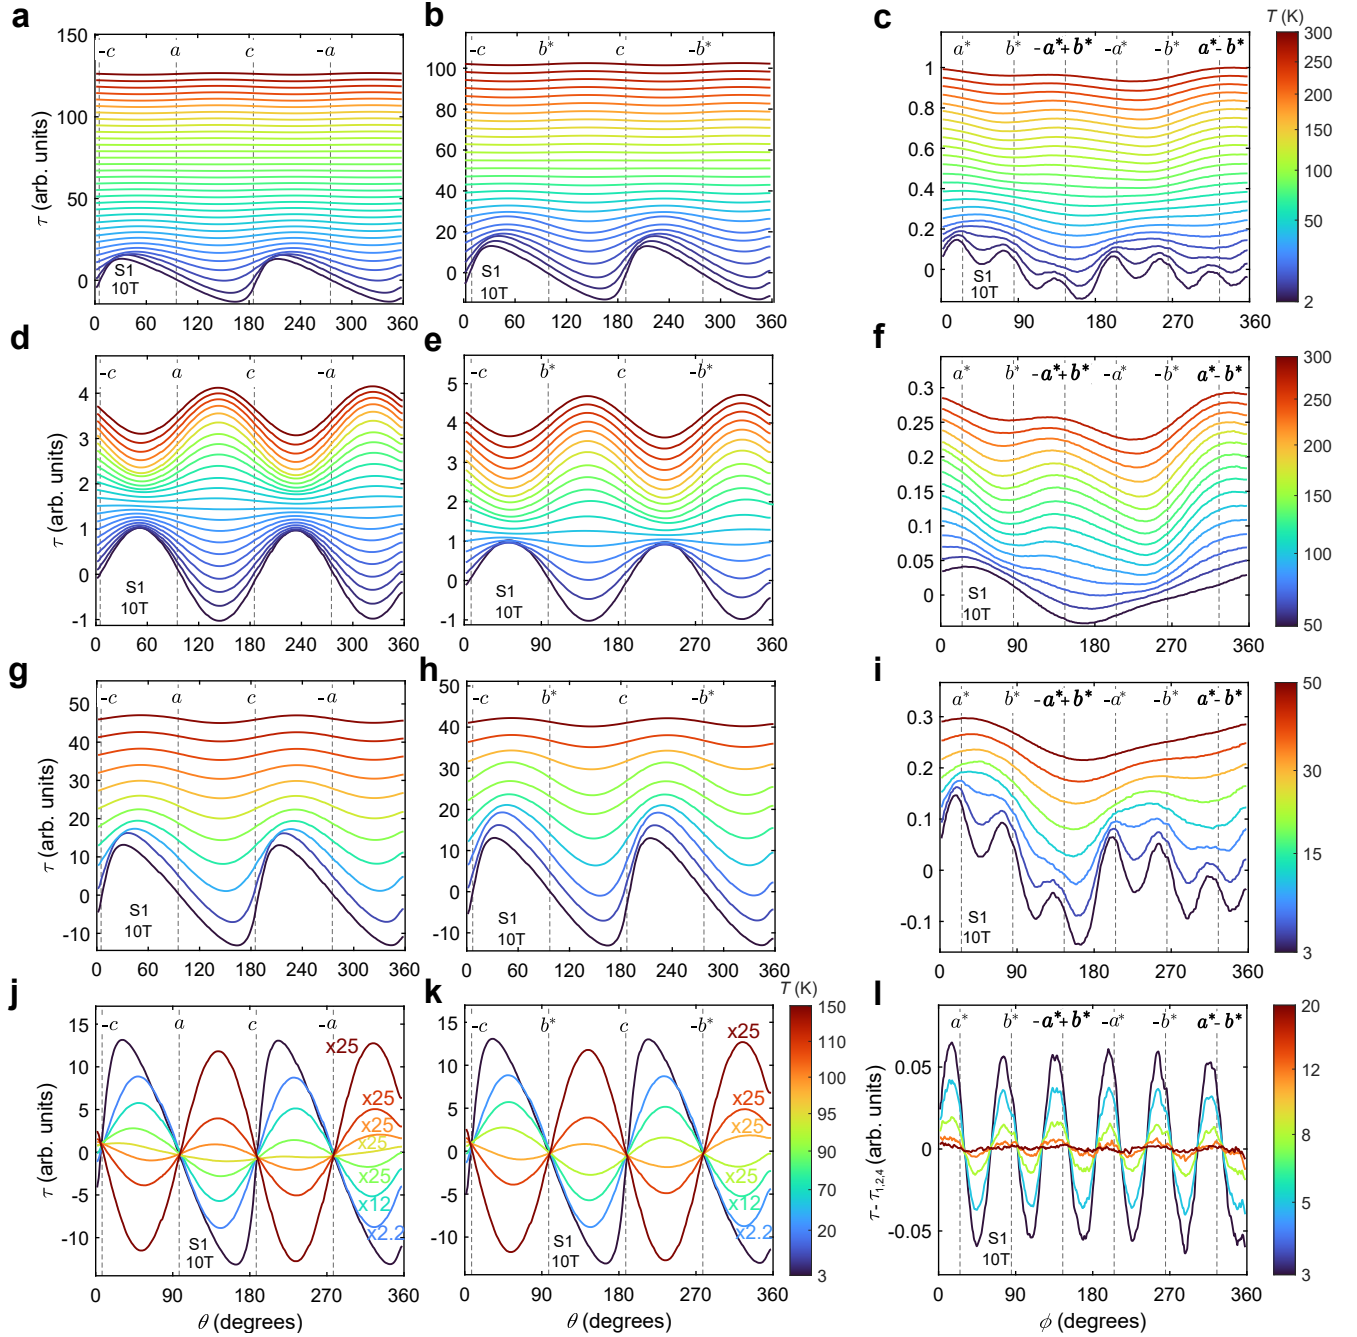 a
-c a c -a
τ (arb. units)
150
100
50
0
S1
10T
0 60 120 180 240 300 360
b
-c b* c -b*
100
80
60
40
20
0
S1
10T
0 60 120 180 240 300 360
c
a* b* -a*+b* -a* -b* a*-b*
1
0.8
0.6
0.4
0.2
0
S1
10T
0 90 180 270 360
T (K)
300
200
150
100
50
2
d
-c a c -a
τ (arb. units)
4
3
2
1
0
-1
S1
10T
0 60 120 180 240 300 360
e
-c b* c -b*
5
4
3
2
1
0
-1
S1
10T
0 90 180 270 360
f
a* b* -a*+b* -a* -b* a*-b*
0.3
0.25
0.2
0.15
0.1
0.05
0
S1
10T
0 90 180 270 360
300
200
150
100
50
g
-c a c -a
τ (arb. units)
50
40
30
20
10
0
-10
S1
10T
0 60 120 180 240 300 360
h
-c b* c -b*
50
40
30
20
10
0
-10
S1
10T
0 60 120 180 240 300 360
i
a* b* -a*+b* -a* -b* a*-b*
0.3
0.2
0.1
0
-0.1
S1
10T
0 90 180 270 360
50
30
15
3
j
-c a c -a
τ (arb. units)
15
10
5
0
-5
-10
x25
x25
x25
x25
x25
x12
x2.2
S1
10T
0 90 180 270 360
θ (degrees)
k
-c b* c -b*
15
10
5
0
-5
-10
x25
x25
x25
x25
x12
x2.2
S1
10T
0 90 180 270 360
θ (degrees)
T (K)
150
110
100
95
90
70
20
3
l
a* b* -a*+b* -a* -b* a*-b*
τ- τ1,2,4 (arb. units)
0.05
0
-0.05
S1
10T
0 90 180 270 360
ϕ (degrees)
20
12
8
5
3